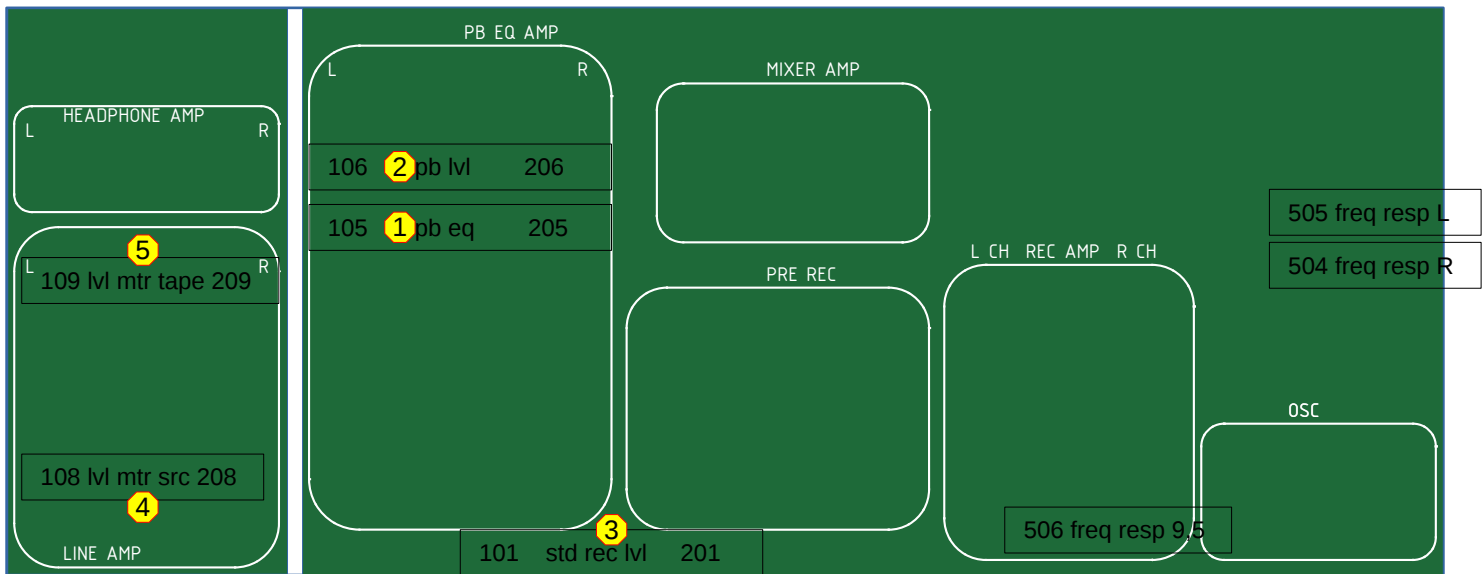 PB EQ AMP
L R
HEADPHONE AMP
L R
MIXER AMP
106 2 pb lvl 206
105 1 pb eq 205
505 freq resp L
504 freq resp R
5
L R
109 lvl mtr tape 209
L CH REC AMP R CH
PRE REC
OSC
108 lvl mtr src 208
4
LINE AMP
3
101 std rec lvl 201
506 freq resp 9,5